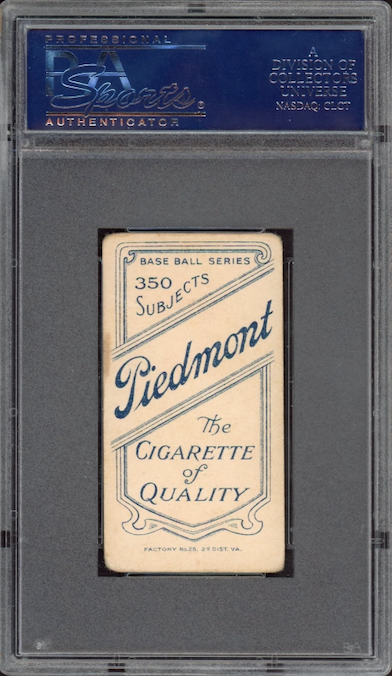 PROFESSIONAL
PSA
Sports®
AUTHENTICATOR
A
DIVISION OF
COLLECTORS
UNIVERSE
NASDAQ: CLCT
BASE BALL SERIES
350
SUBJECTS
Piedmont
The
CIGARETTE
of
QUALITY
FACTORY No. 25, 2D DIST. VA.